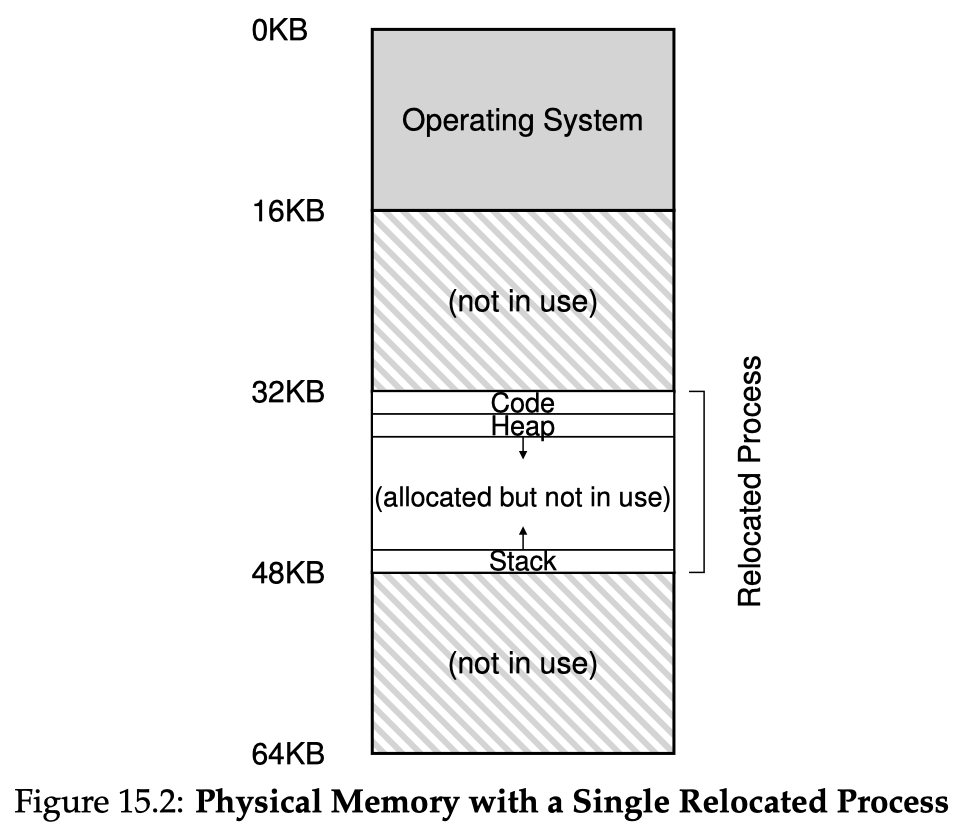 0KB
Operating System
16KB
(not in use)
32KB
Code
Heap
(allocated but not in use)
Stack
48KB
Relocated Process
(not in use)
64KB
Figure 15.2: Physical Memory with a Single Relocated Process